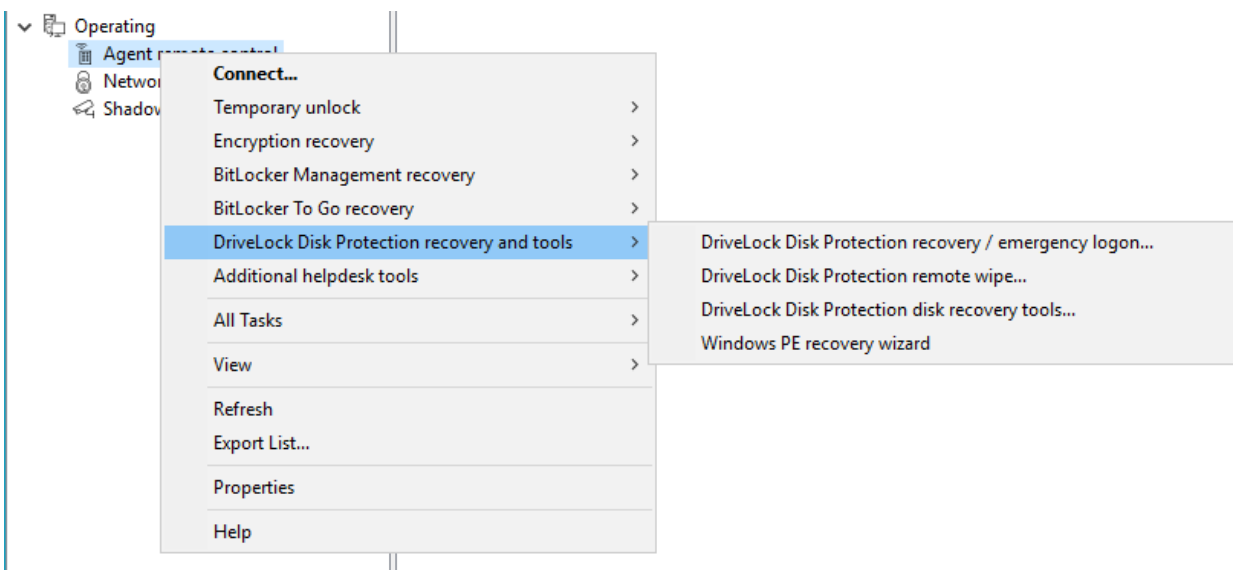 Operating
Agent remote control
Connect...
Temporary unlock
Encryption recovery
BitLocker Management recovery
BitLocker To Go recovery
DriveLock Disk Protection recovery and tools
Additional helpdesk tools
All Tasks
View
Refresh
Export List...
Properties
Help
DriveLock Disk Protection recovery / emergency logon...
DriveLock Disk Protection remote wipe...
DriveLock Disk Protection disk recovery tools...
Windows PE recovery wizard